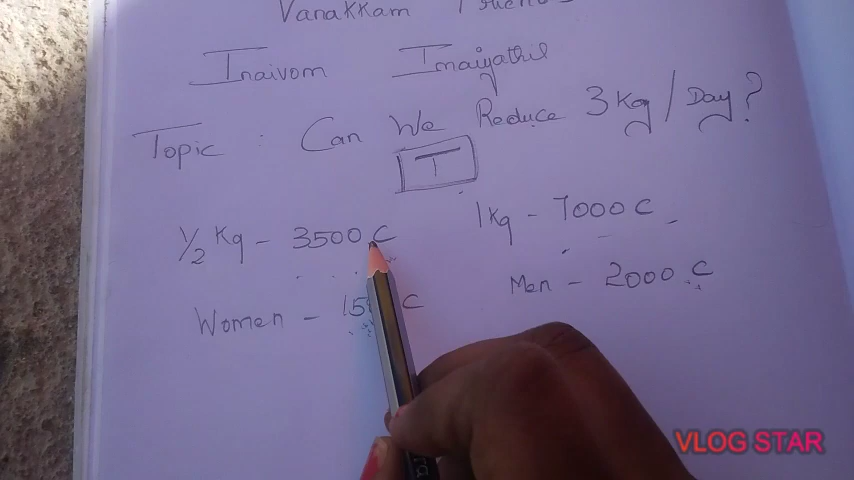 Vanakkam
Inaivom Imaiyathil
Topic : Can We Reduce 3 Kg / Day?
T
1/2 Kg - 3500 C 1 Kg - 7000 C -
Women - C Men - 2000 C
VLOG STAR